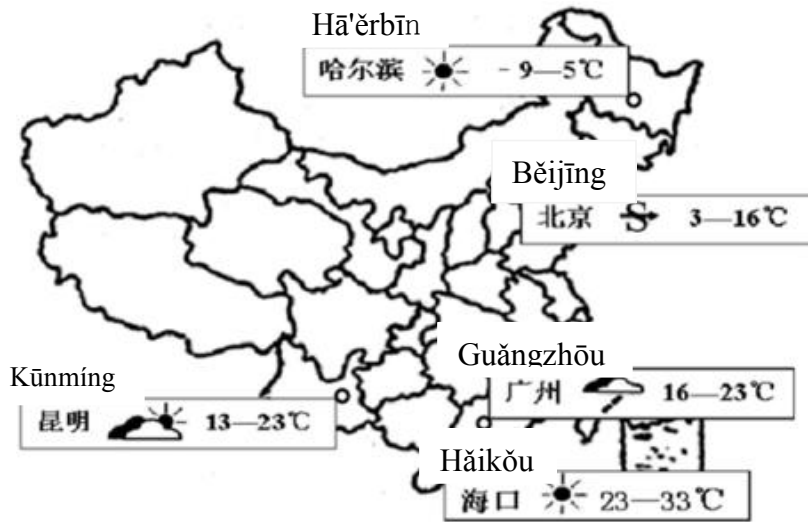 Hā'ěrbīn
哈尔滨 -9—5℃
Běijīng
北京 S 3—16℃
Guǎngzhōu
广州 16—23℃
Kūnmíng
昆明 13—23℃
Hǎikǒu
海口 23—33℃